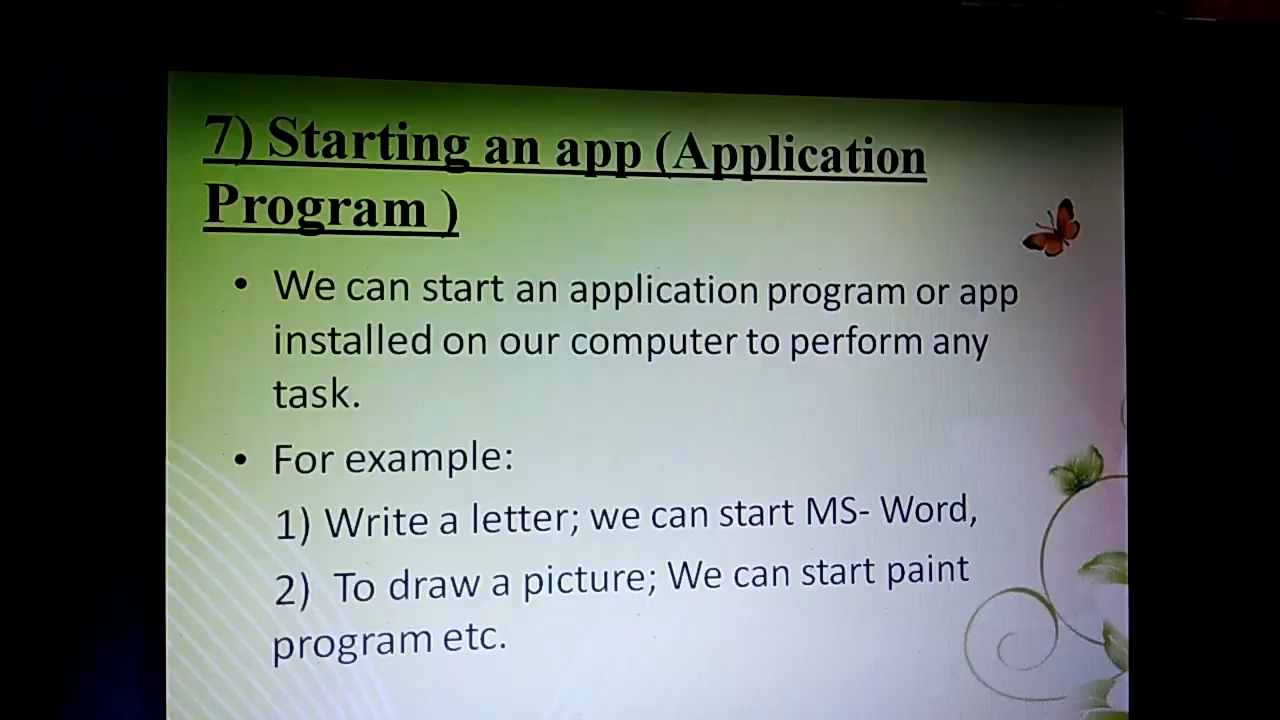 7) Starting an app (Application
Program )
• We can start an application program or app
installed on our computer to perform any
task.
• For example:
1) Write a letter; we can start MS- Word,
2) To draw a picture; We can start paint
program etc.